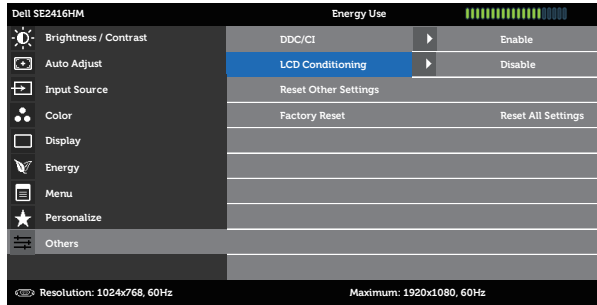 Dell SE2416HM Energy Use
Brightness / Contrast DDC/CI Enable
Auto Adjust LCD Conditioning Disable
Input Source Reset Other Settings
Color Factory Reset Reset All Settings
Display
Energy
Menu
Personalize
Others
Resolution: 1024x768, 60Hz Maximum: 1920x1080, 60Hz